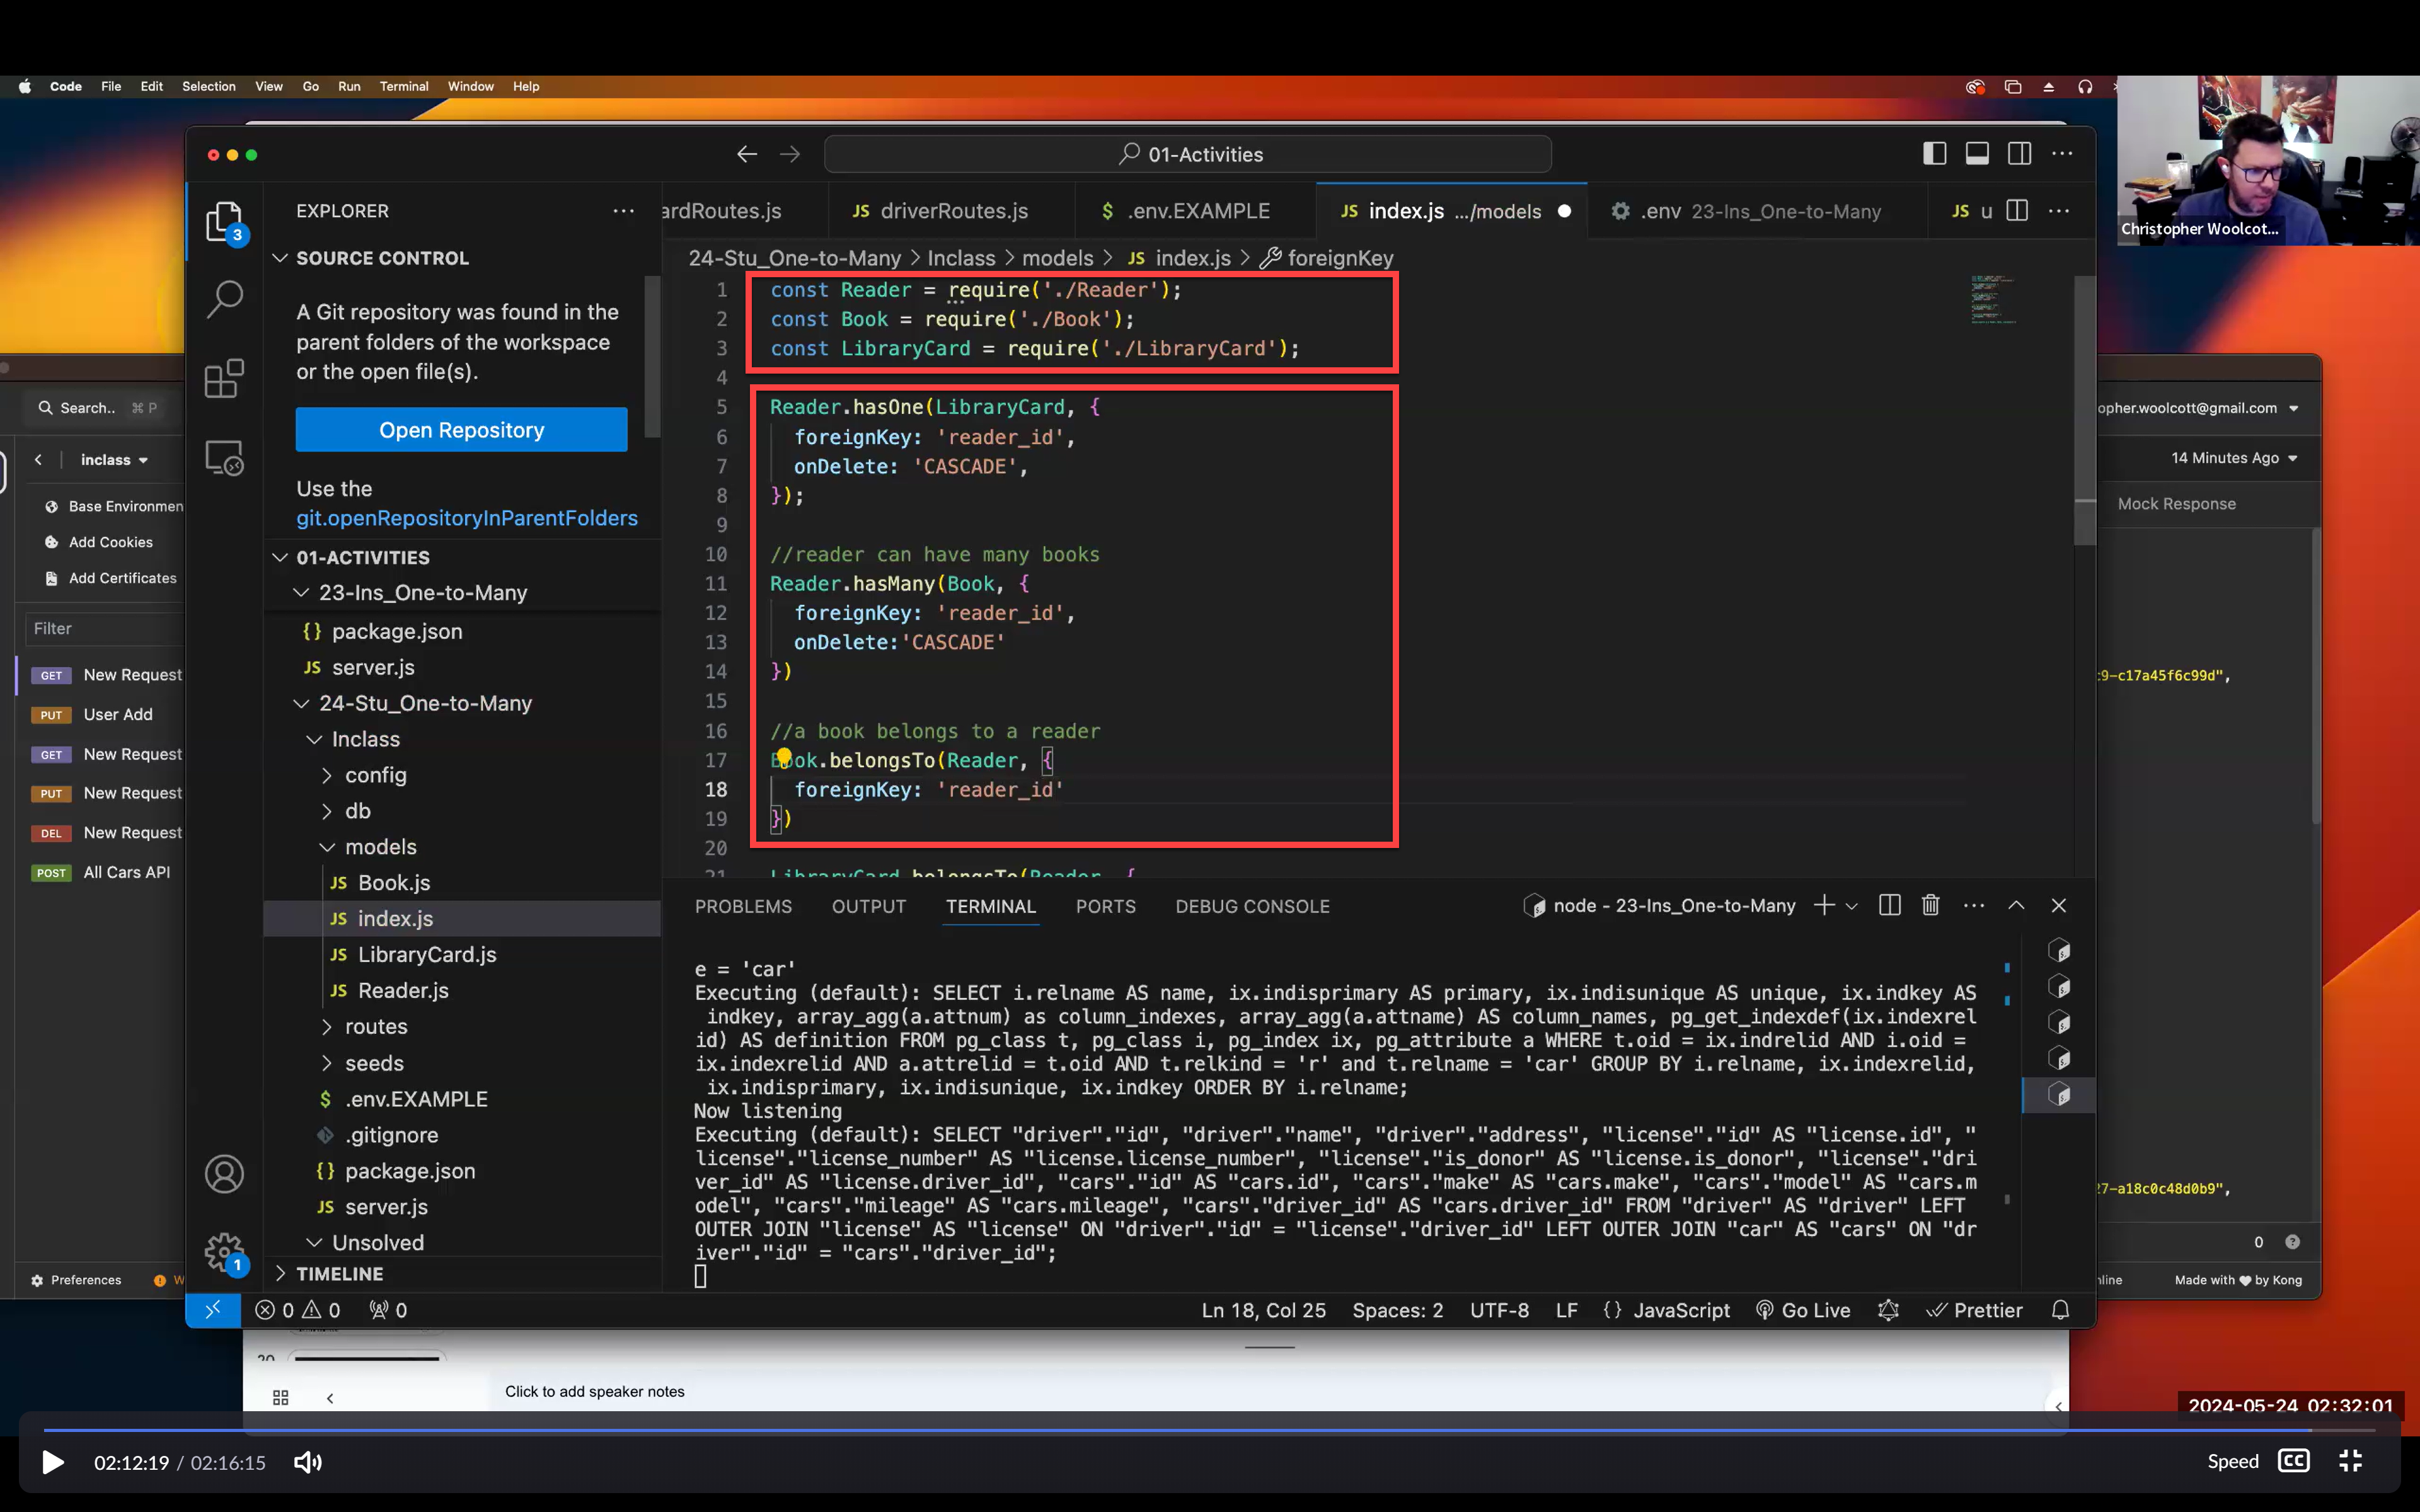 Code File Edit Selection View Go Run Terminal Window Help
01-Activities
Christopher Woolcot...
EXPLORER
ardRoutes.js
JS driverRoutes.js
$ .env.EXAMPLE
JS index.js .../models
.env 23-Ins_One-to-Many
JS u
3
SOURCE CONTROL
A Git repository was found in the
parent folders of the workspace
or the open file(s).
Open Repository
Use the
git.openRepositoryInParentFolders
01-ACTIVITIES
23-Ins_One-to-Many
{} package.json
JS server.js
24-Stu_One-to-Many
Inclass
config
db
models
JS Book.js
JS index.js
JS LibraryCard.js
JS Reader.js
routes
seeds
$ .env.EXAMPLE
.gitignore
{} package.json
JS server.js
Unsolved
TIMELINE
1
24-Stu_One-to-Many > Inclass > models > JS index.js > foreignKey
1 const Reader = require('./Reader');
2 const Book = require('./Book');
3 const LibraryCard = require('./LibraryCard');
4
5 Reader.hasOne(LibraryCard, {
6 foreignKey: 'reader_id',
7 onDelete: 'CASCADE',
8 });
9
10 //reader can have many books
11 Reader.hasMany(Book, {
12 foreignKey: 'reader_id',
13 onDelete:'CASCADE'
14 })
15
16 //a book belongs to a reader
17 Book.belongsTo(Reader, {
18 foreignKey: 'reader_id'
19 })
20
21 LibraryCard.belongsTo(Reader, {
PROBLEMS OUTPUT TERMINAL PORTS DEBUG CONSOLE
node - 23-Ins_One-to-Many
e = 'car'
Executing (default): SELECT i.relname AS name, ix.indisprimary AS primary, ix.indisunique AS unique, ix.indkey AS
indkey, array_agg(a.attnum) as column_indexes, array_agg(a.attname) AS column_names, pg_get_indexdef(ix.indexrel
id) AS definition FROM pg_class t, pg_class i, pg_index ix, pg_attribute a WHERE t.oid = ix.indrelid AND i.oid =
ix.indexrelid AND a.attrelid = t.oid AND t.relkind = 'r' and t.relname = 'car' GROUP BY i.relname, ix.indexrelid,
ix.indisprimary, ix.indisunique, ix.indkey ORDER BY i.relname;
Now listening
Executing (default): SELECT "driver"."id", "driver"."name", "driver"."address", "license"."id" AS "license.id", "
license"."license_number" AS "license.license_number", "license"."is_donor" AS "license.is_donor", "license"."dri
ver_id" AS "license.driver_id", "cars"."id" AS "cars.id", "cars"."make" AS "cars.make", "cars"."model" AS "cars.m
odel", "cars"."mileage" AS "cars.mileage", "cars"."driver_id" AS "cars.driver_id" FROM "driver" AS "driver" LEFT
OUTER JOIN "license" AS "license" ON "driver"."id" = "license"."driver_id" LEFT OUTER JOIN "car" AS "cars" ON "dr
iver"."id" = "cars"."driver_id";
0 0 0
Ln 18, Col 25 Spaces: 2 UTF-8 LF {} JavaScript Go Live Prettier
Search.. ⌘ P
inclass
Base Environmen
Add Cookies
Add Certificates
Filter
GET New Request
PUT User Add
GET New Request
PUT New Request
DEL New Request
POST All Cars API
Preferences
W
opher.woolcott@gmail.com
14 Minutes Ago
Mock Response
c9-c17a45f6c99d",
27-a18c0c48d0b9",
0
nline
Made with ♥ by Kong
20
Click to add speaker notes
2024-05-24 02:32:01
02:12:19 / 02:16:15
Speed CC